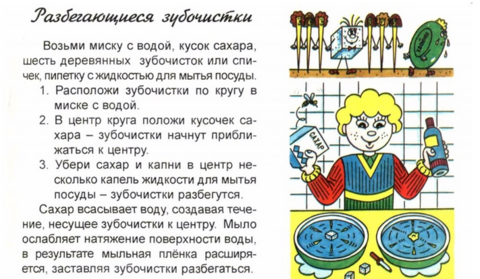 Разбегающиеся зубочистки
Возьми миску с водой, кусок сахара,
шесть деревянных зубочисток или спи-
чек, пипетку с жидкостью для мытья посуды.
1. Расположи зубочистки по кругу в
миске с водой.
2. В центр круга положи кусочек са-
хара – зубочистки начнут прибли-
жаться к центру.
3. Убери сахар и капни в центр не-
сколько капель жидкости для мытья
посуды – зубочистки разбегутся.
Сахар всасывает воду, создавая тече-
ние, несущее зубочистки к центру. Мыло
ослабляет натяжение поверхности воды,
в результате мыльная плёнка расширя-
ется, заставляя зубочистки разбегаться.
САХАР